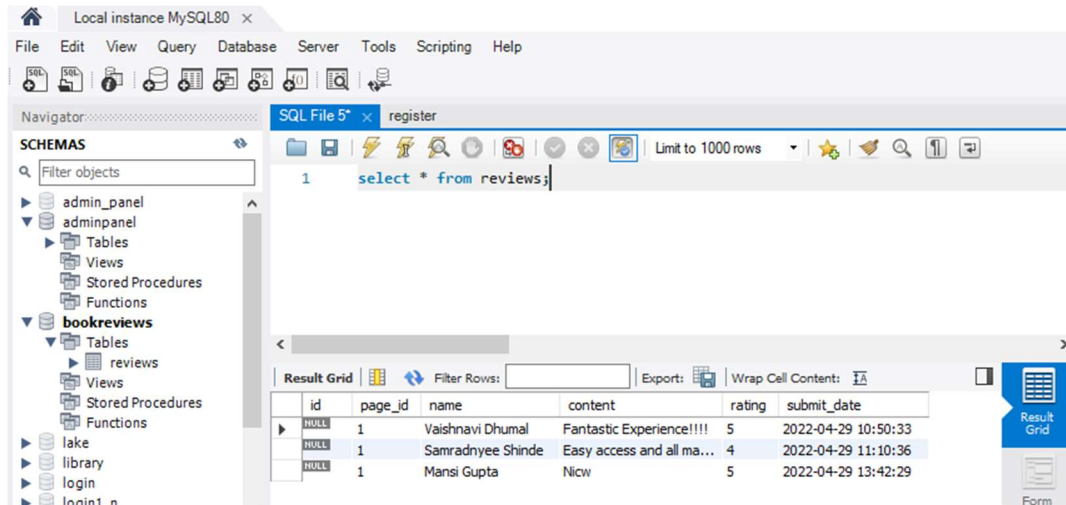 Local instance MySQL80 ×
File Edit View Query Database Server Tools Scripting Help
Navigator
SCHEMAS
Filter objects
admin_panel
adminpanel
Tables
Views
Stored Procedures
Functions
bookreviews
Tables
reviews
Views
Stored Procedures
Functions
lake
library
login
login1_n
SQL File 5* × register
Limit to 1000 rows
1 select * from reviews;
Result Grid Filter Rows: Export: Wrap Cell Content:
id page_id name content rating submit_date
NULL 1 Vaishnavi Dhumal Fantastic Experience!!!! 5 2022-04-29 10:50:33
NULL 1 Samradnyee Shinde Easy access and all ma... 4 2022-04-29 11:10:36
NULL 1 Mansi Gupta Nicw 5 2022-04-29 13:42:29
Result
Grid
Form